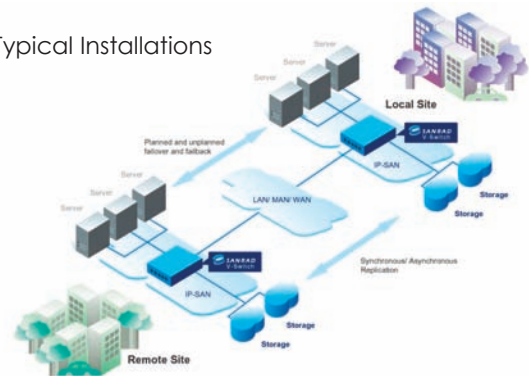 Typical Installations
Server
Server
Server
Local Site
SANRAD
V-Switch
Planned and unplanned
failover and failback
IP-SAN
Storage
Storage
Server
Server
Server
LAN/ MAN/ WAN
SANRAD
V-Switch
Synchronous/ Asynchronous
Replication
IP-SAN
Storage
Storage
Remote Site